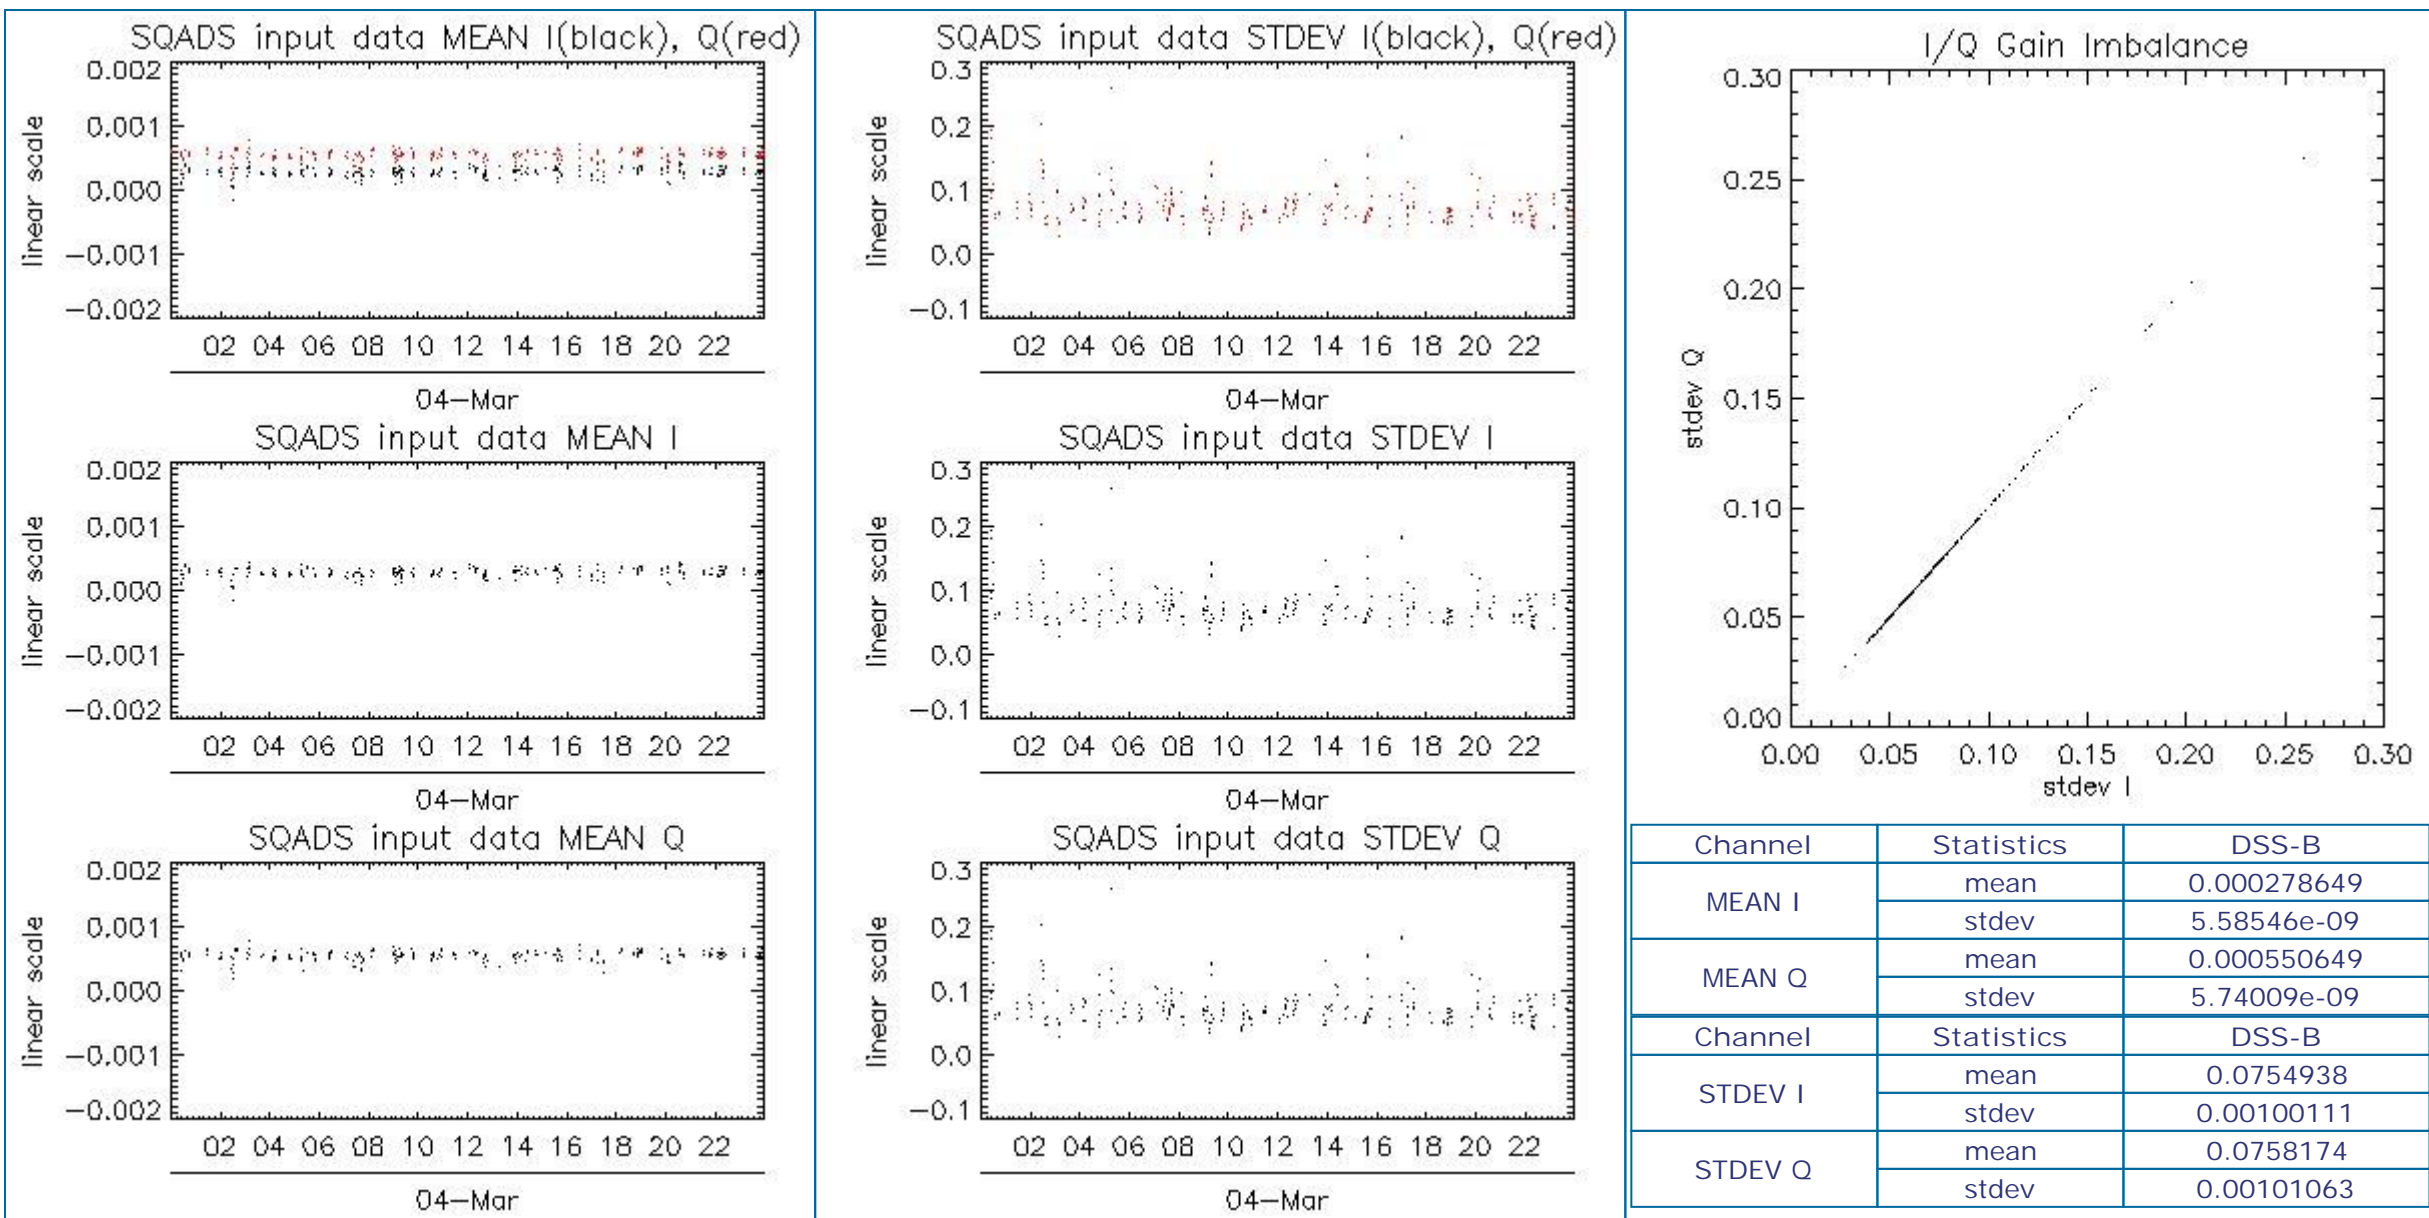 SQADS input data MEAN I(black), Q(red)
linear scale
0.002
0.001
0.000
-0.001
-0.002
02 04 06 08 10 12 14 16 18 20 22
04-Mar
SQADS input data MEAN I
linear scale
0.002
0.001
0.000
-0.001
-0.002
02 04 06 08 10 12 14 16 18 20 22
04-Mar
SQADS input data MEAN Q
linear scale
0.002
0.001
0.000
-0.001
-0.002
02 04 06 08 10 12 14 16 18 20 22
04-Mar
SQADS input data STDEV I(black), Q(red)
linear scale
0.3
0.2
0.1
0.0
-0.1
02 04 06 08 10 12 14 16 18 20 22
04-Mar
SQADS input data STDEV I
linear scale
0.3
0.2
0.1
0.0
-0.1
02 04 06 08 10 12 14 16 18 20 22
04-Mar
SQADS input data STDEV Q
linear scale
0.3
0.2
0.1
0.0
-0.1
02 04 06 08 10 12 14 16 18 20 22
04-Mar
I/Q Gain Imbalance
stdev Q
0.30
0.25
0.20
0.15
0.10
0.05
0.00
0.00 0.05 0.10 0.15 0.20 0.25 0.30
stdev I
Channel Statistics DSS-B
MEAN I mean 0.000278649
stdev 5.58546e-09
MEAN Q mean 0.000550649
stdev 5.74009e-09
Channel Statistics DSS-B
STDEV I mean 0.0754938
stdev 0.00100111
STDEV Q mean 0.0758174
stdev 0.00101063